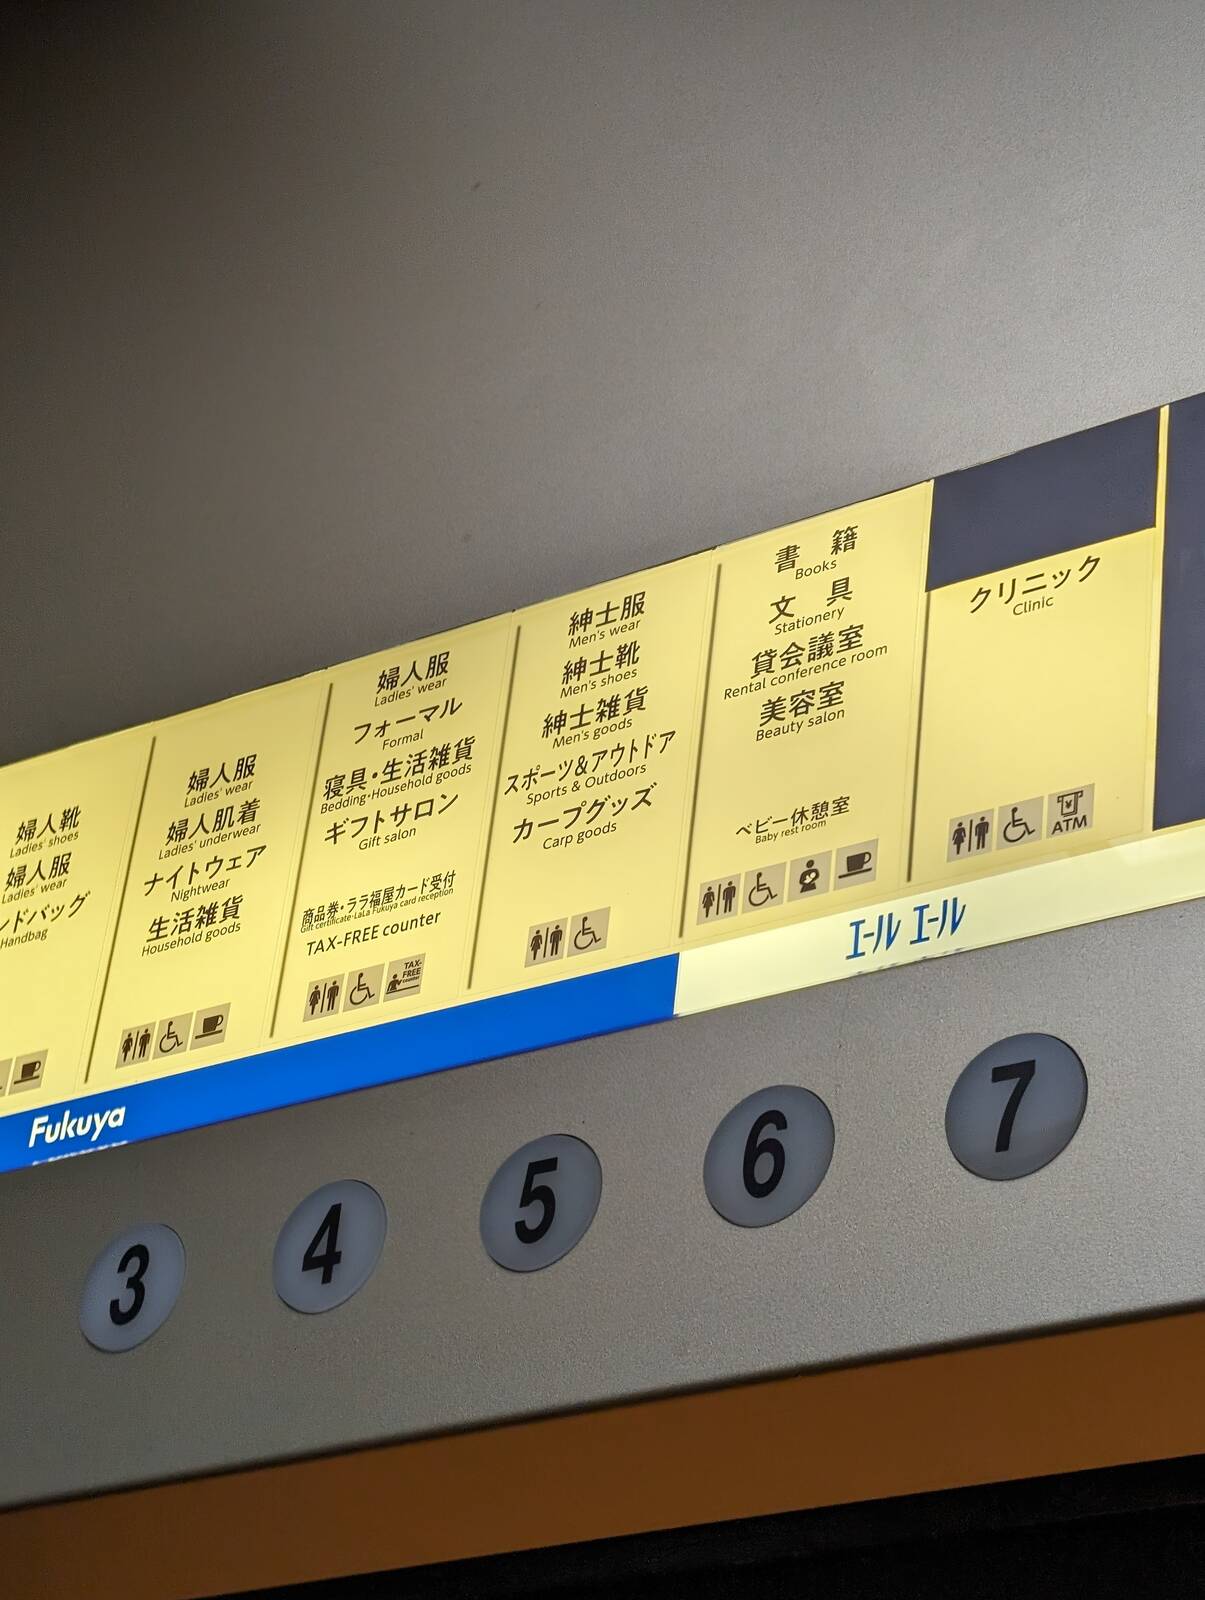 婦人靴
Ladies' shoes
婦人服
Ladies' wear
ンドバッグ
Handbag
婦人服
Ladies' wear
婦人肌着
Ladies' underwear
ナイトウェア
Nightwear
生活雑貨
Household goods
婦人服
Ladies' wear
フォーマル
Formal
寝具・生活雑貨
Bedding・Household goods
ギフトサロン
Gift salon
商品券・ララ福屋カード受付
Gift certificate・LaLa Fukuya card reception
TAX-FREE counter
TAX-
FREE
counter
紳士服
Men's wear
紳士靴
Men's shoes
紳士雑貨
Men's goods
スポーツ&アウトドア
Sports & Outdoors
カープグッズ
Carp goods
書 籍
Books
文 具
Stationery
貸会議室
Rental conference room
美容室
Beauty salon
ベビー休憩室
Baby rest room
クリニック
Clinic
¥
ATM
Fukuya
エールエール
3
4
5
6
7